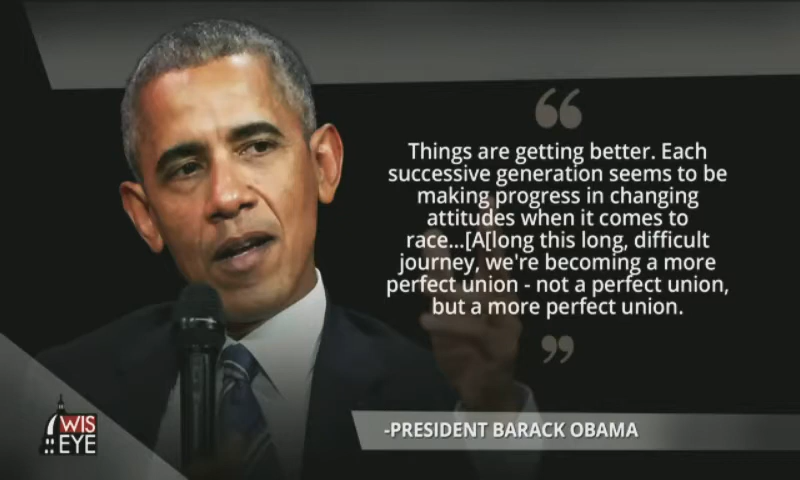 “
Things are getting better. Each
successive generation seems to be
making progress in changing
attitudes when it comes to
race...[A[long this long, difficult
journey, we're becoming a more
perfect union - not a perfect union,
but a more perfect union.
”
-PRESIDENT BARACK OBAMA
WIS
EYE